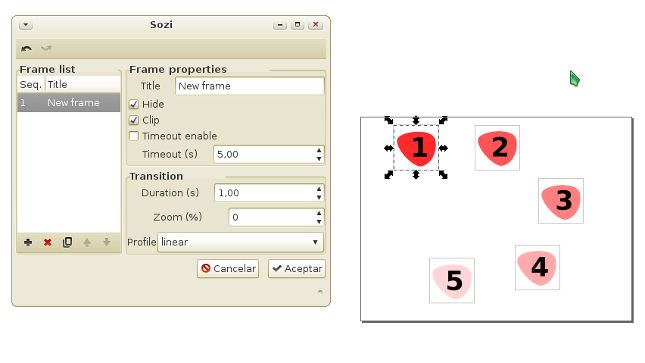 Sozi
Frame list
Seq. Title
1 New frame
Frame properties
Title New frame
Hide
Clip
Timeout enable
Timeout (s) 5,00
Transition
Duration (s) 1,00
Zoom (%) 0
Profile linear
Cancelar Aceptar
1 2
3
4
5